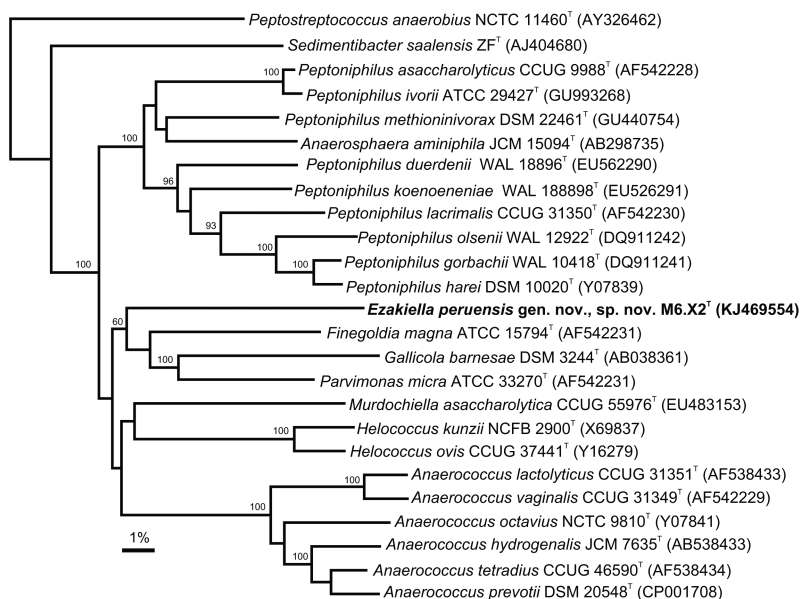 Peptostreptococcus anaerobius NCTC 11460ᵀ (AY326462)
Sedimentibacter saalensis ZFᵀ (AJ404680)
100
Peptoniphilus asaccharolyticus CCUG 9988ᵀ (AF542228)
Peptoniphilus ivorii ATCC 29427ᵀ (GU993268)
Peptoniphilus methioninivorax DSM 22461ᵀ (GU440754)
100
Anaerosphaera aminiphila JCM 15094ᵀ (AB298735)
Peptoniphilus duerdenii WAL 18896ᵀ (EU562290)
96
Peptoniphilus koenoeneniae WAL 188898ᵀ (EU526291)
Peptoniphilus lacrimalis CCUG 31350ᵀ (AF542230)
93
Peptoniphilus olsenii WAL 12922ᵀ (DQ911242)
100
Peptoniphilus gorbachii WAL 10418ᵀ (DQ911241)
100
100
Peptoniphilus harei DSM 10020ᵀ (Y07839)
Ezakiella peruensis gen. nov., sp. nov. M6.X2ᵀ (KJ469554)
60
Finegoldia magna ATCC 15794ᵀ (AF542231)
Gallicola barnesae DSM 3244ᵀ (AB038361)
100
Parvimonas micra ATCC 33270ᵀ (AF542231)
Murdochiella asaccharolytica CCUG 55976ᵀ (EU483153)
Helococcus kunzii NCFB 2900ᵀ (X69837)
100
Helococcus ovis CCUG 37441ᵀ (Y16279)
Anaerococcus lactolyticus CCUG 31351ᵀ (AF538433)
100
Anaerococcus vaginalis CCUG 31349ᵀ (AF542229)
100
Anaerococcus octavius NCTC 9810ᵀ (Y07841)
1%
Anaerococcus hydrogenalis JCM 7635ᵀ (AB538433)
100
Anaerococcus tetradius CCUG 46590ᵀ (AF538434)
Anaerococcus prevotii DSM 20548ᵀ (CP001708)